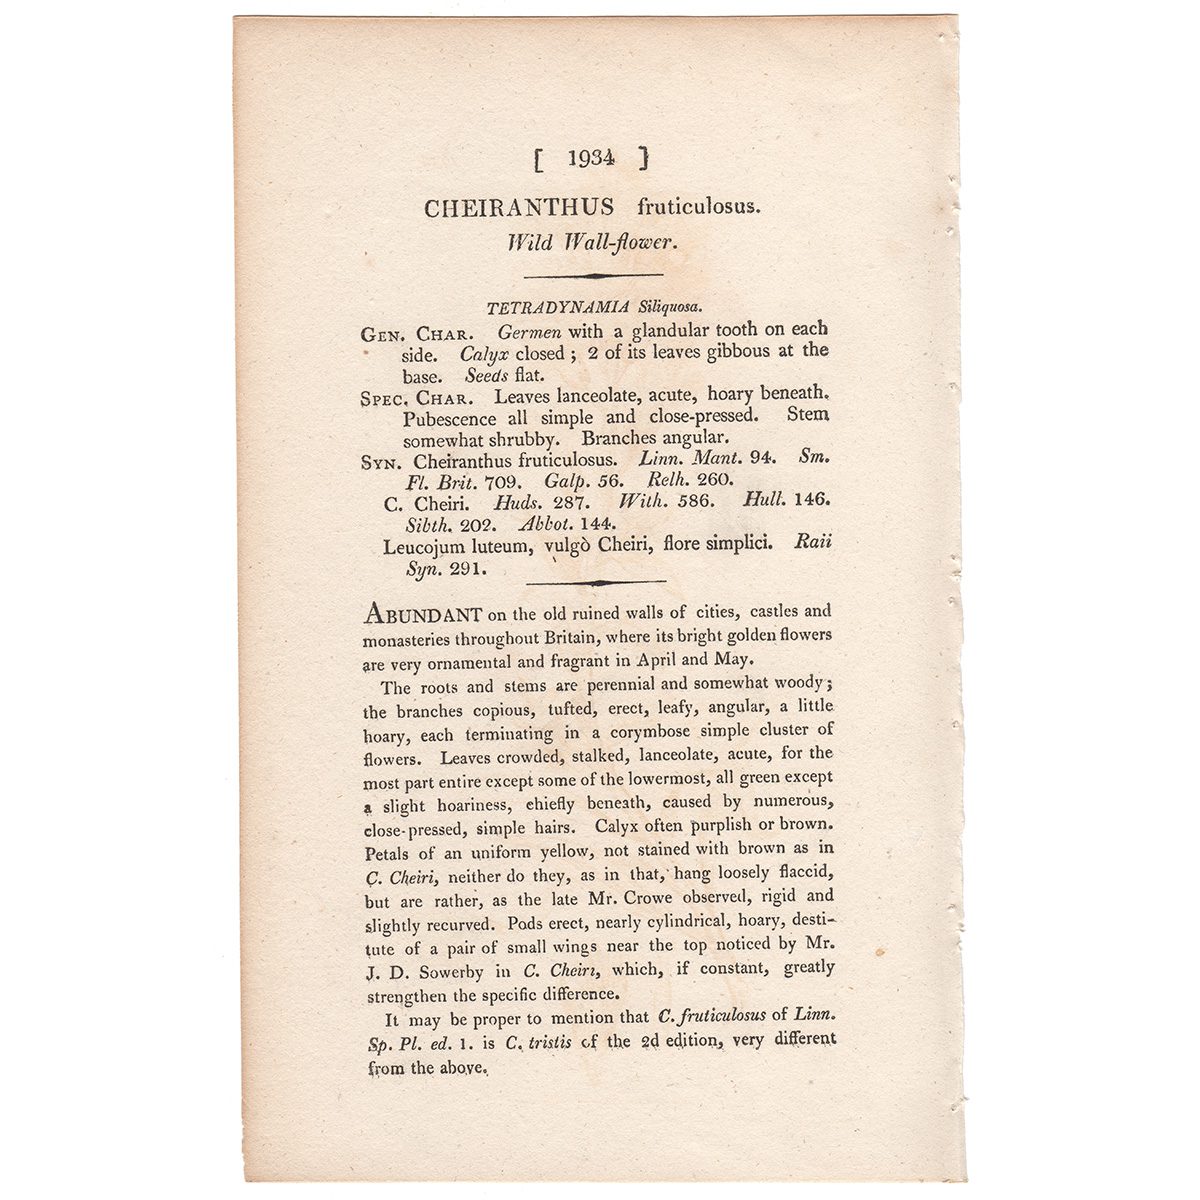 [ 1934 ]
CHEIRANTHUS fruticulosus.
Wild Wall-flower.
TETRADYNAMIA Siliquosa.
GEN. CHAR. Germen with a glandular tooth on each
side. Calyx closed ; 2 of its leaves gibbous at the
base. Seeds flat.
SPEC. CHAR. Leaves lanceolate, acute, hoary beneath.
Pubescence all simple and close-pressed. Stem
somewhat shrubby. Branches angular.
SYN. Cheiranthus fruticulosus. Linn. Mant. 94. Sm.
Fl. Brit. 709. Galp. 56. Relh. 260.
C. Cheiri. Huds. 287. With. 586. Hull. 146.
Sibth. 202. Abbot. 144.
Leucojum luteum, vulgò Cheiri, flore simplici. Raii
Syn. 291.
ABUNDANT on the old ruined walls of cities, castles and
monasteries throughout Britain, where its bright golden flowers
are very ornamental and fragrant in April and May.
The roots and stems are perennial and somewhat woody ;
the branches copious, tufted, erect, leafy, angular, a little
hoary, each terminating in a corymbose simple cluster of
flowers. Leaves crowded, stalked, lanceolate, acute, for the
most part entire except some of the lowermost, all green except
a slight hoariness, chiefly beneath, caused by numerous,
close-pressed, simple hairs. Calyx often purplish or brown.
Petals of an uniform yellow, not stained with brown as in
C. Cheiri, neither do they, as in that, hang loosely flaccid,
but are rather, as the late Mr. Crowe observed, rigid and
slightly recurved. Pods erect, nearly cylindrical, hoary, desti-
tute of a pair of small wings near the top noticed by Mr.
J. D. Sowerby in C. Cheiri, which, if constant, greatly
strengthen the specific difference.
It may be proper to mention that C. fruticulosus of Linn.
Sp. Pl. ed. 1. is C. tristis of the 2d edition, very different
from the above.